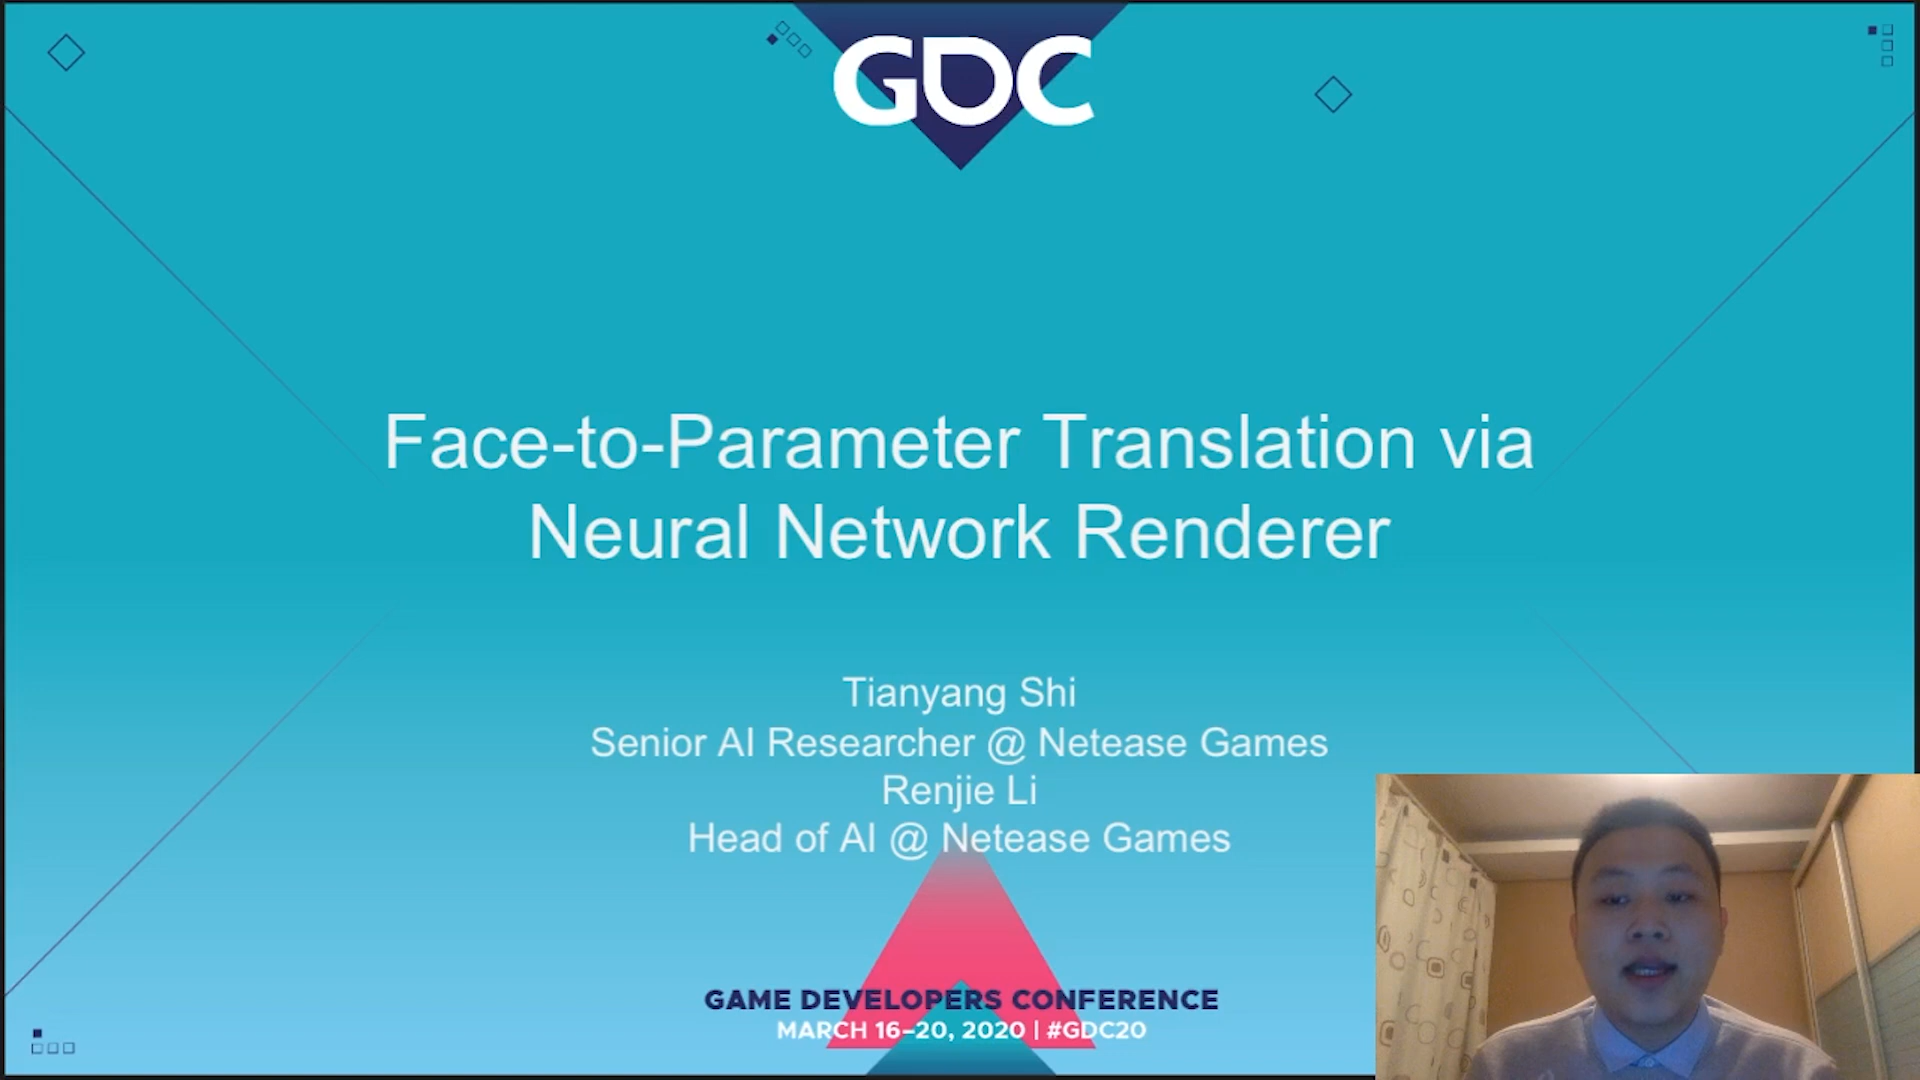 GDC
Face-to-Parameter Translation via
Neural Network Renderer
Tianyang Shi
Senior AI Researcher @ Netease Games
Renjie Li
Head of AI @ Netease Games
GAME DEVELOPERS CONFERENCE
MARCH 16–20, 2020 | #GDC20